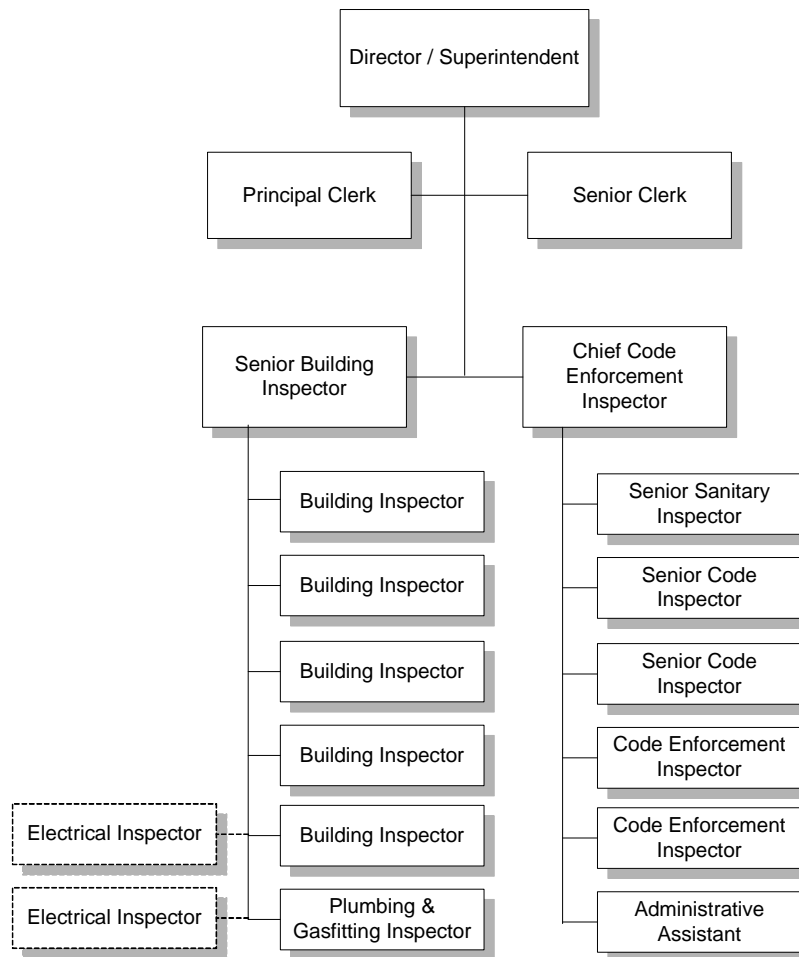 Director / Superintendent
Principal Clerk
Senior Clerk
Senior Building
Inspector
Chief Code
Enforcement
Inspector
Building Inspector
Building Inspector
Building Inspector
Building Inspector
Building Inspector
Plumbing &
Gasfitting Inspector
Electrical Inspector
Electrical Inspector
Senior Sanitary
Inspector
Senior Code
Inspector
Senior Code
Inspector
Code Enforcement
Inspector
Code Enforcement
Inspector
Administrative
Assistant